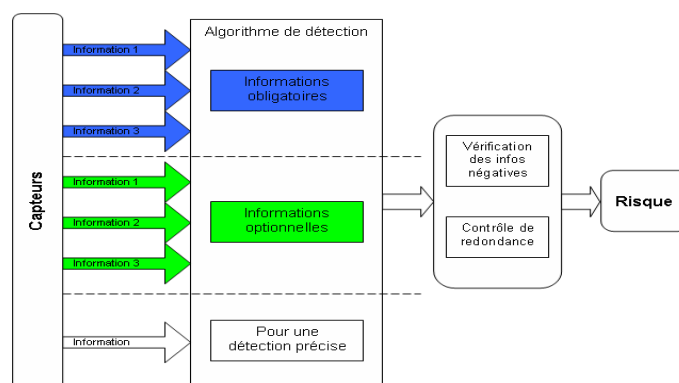 Capteurs
Information 1
Information 2
Information 3
Information 1
Information 2
Information 3
Information
Algorithme de détection
Informations
obligatoires
Informations
optionnelles
Pour une
détection précise
Vérification
des infos
négatives
Contrôle de
redondance
Risque